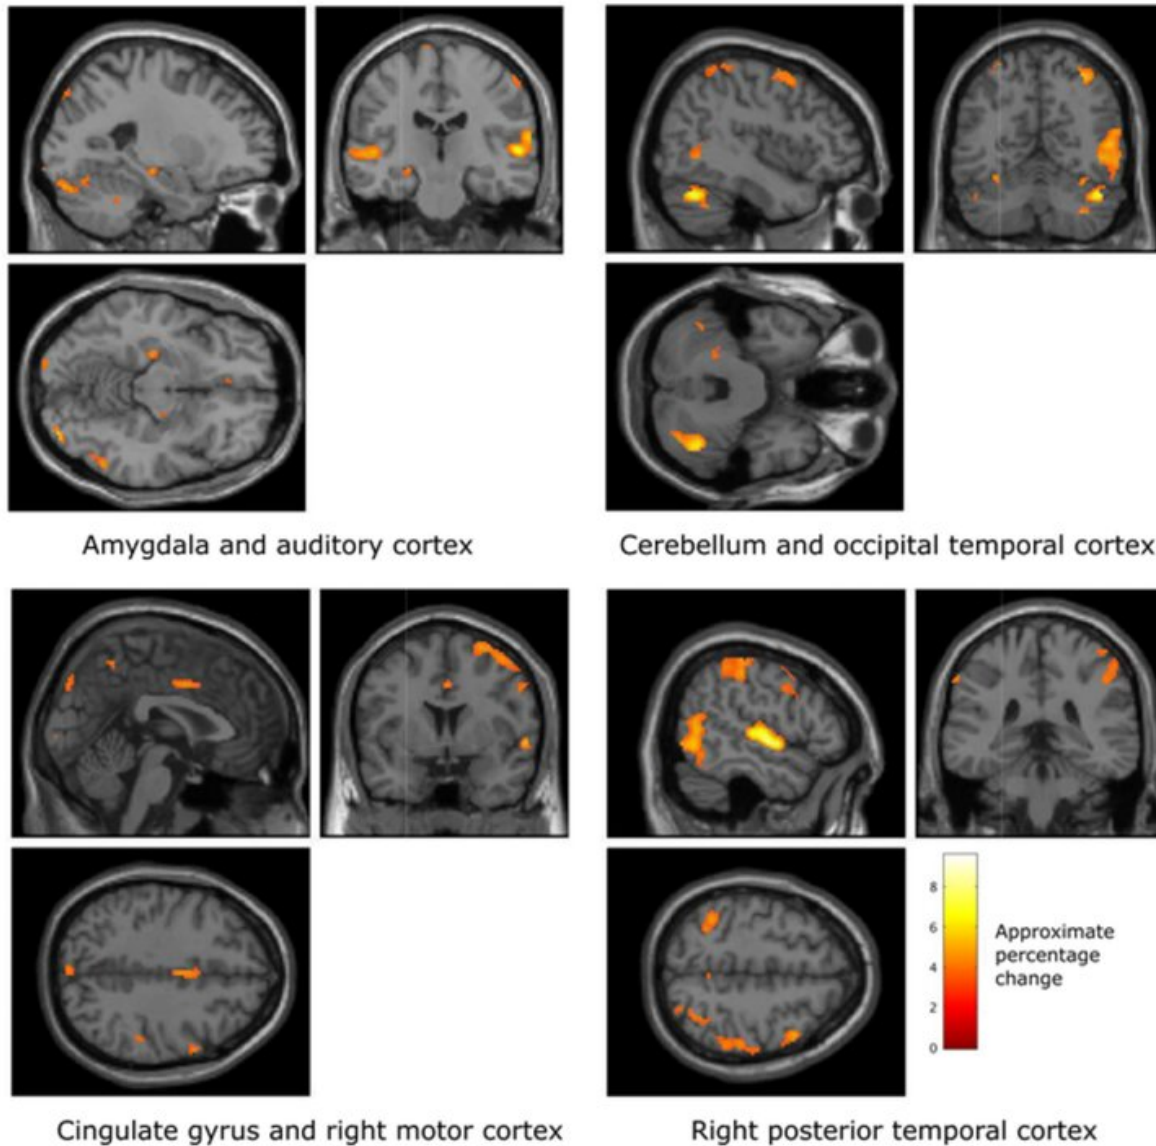 Amygdala and auditory cortex
Cerebellum and occipital temporal cortex
8
6
4
2
0
Approximate
percentage
change
Cingulate gyrus and right motor cortex
Right posterior temporal cortex